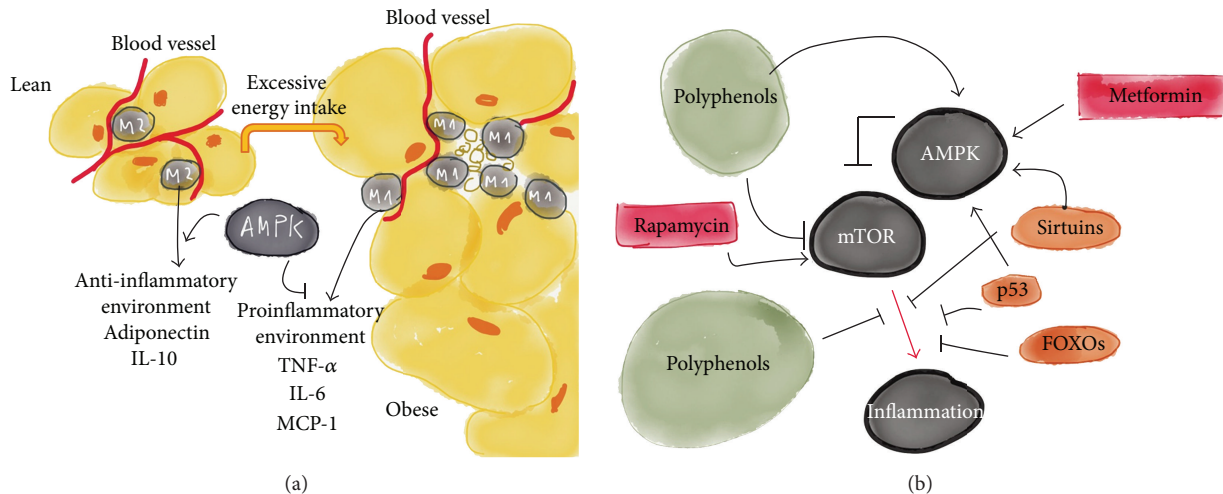 Blood vessel
Blood vessel
Lean
Excessive
energy intake
M2
M2
M1
M1
M1
M1
M1
M1
AMPK
Anti-inflammatory
environment
Adiponectin
IL-10
Proinflammatory
environment
TNF-α
IL-6
MCP-1
Obese
(a)
Polyphenols
Metformin
AMPK
Rapamycin
mTOR
Sirtuins
p53
Polyphenols
FOXOs
Inflammation
(b)